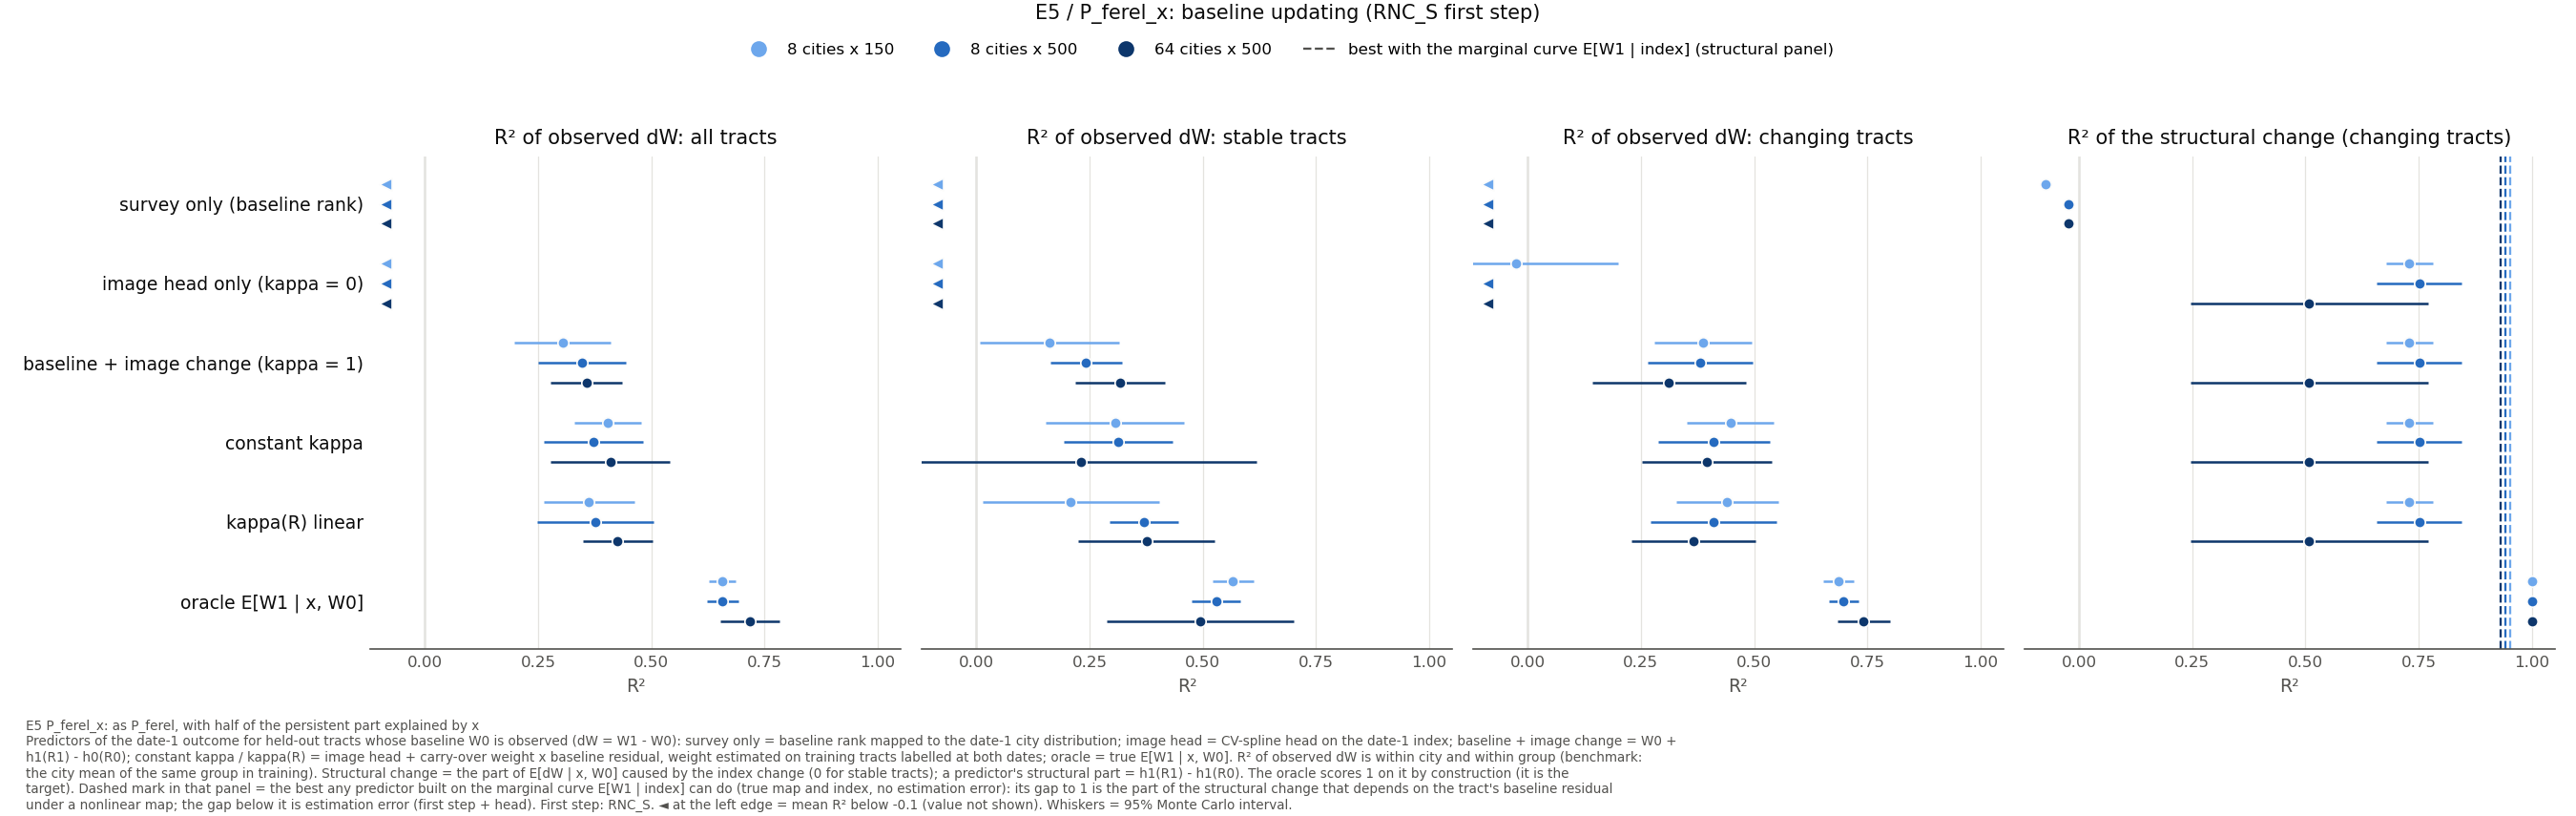 E5 / P_ferel_x: baseline updating (RNC_S first step)
8 cities x 150
8 cities x 500
64 cities x 500
best with the marginal curve E[W1 | index] (structural panel)
R² of observed dW: all tracts
R² of observed dW: stable tracts
R² of observed dW: changing tracts
R² of the structural change (changing tracts)
survey only (baseline rank)
image head only (kappa = 0)
baseline + image change (kappa = 1)
constant kappa
kappa(R) linear
oracle E[W1 | x, W0]
0.00 0.25 0.50 0.75 1.00
0.00 0.25 0.50 0.75 1.00
0.00 0.25 0.50 0.75 1.00
0.00 0.25 0.50 0.75 1.00
R²
R²
R²
R²
E5 P_ferel_x: as P_ferel, with half of the persistent part explained by x
Predictors of the date-1 outcome for held-out tracts whose baseline W0 is observed (dW = W1 - W0): survey only = baseline rank mapped to the date-1 city distribution; image head = CV-spline head on the date-1 index; baseline + image change = W0 +
h1(R1) - h0(R0); constant kappa / kappa(R) = image head + carry-over weight x baseline residual, weight estimated on training tracts labelled at both dates; oracle = true E[W1 | x, W0]. R² of observed dW is within city and within group (benchmark:
the city mean of the same group in training). Structural change = the part of E[dW | x, W0] caused by the index change (0 for stable tracts); a predictor's structural part = h1(R1) - h1(R0). The oracle scores 1 on it by construction (it is the
target). Dashed mark in that panel = the best any predictor built on the marginal curve E[W1 | index] can do (true map and index, no estimation error): its gap to 1 is the part of the structural change that depends on the tract's baseline residual
under a nonlinear map; the gap below it is estimation error (first step + head). First step: RNC_S. ◄ at the left edge = mean R² below -0.1 (value not shown). Whiskers = 95% Monte Carlo interval.